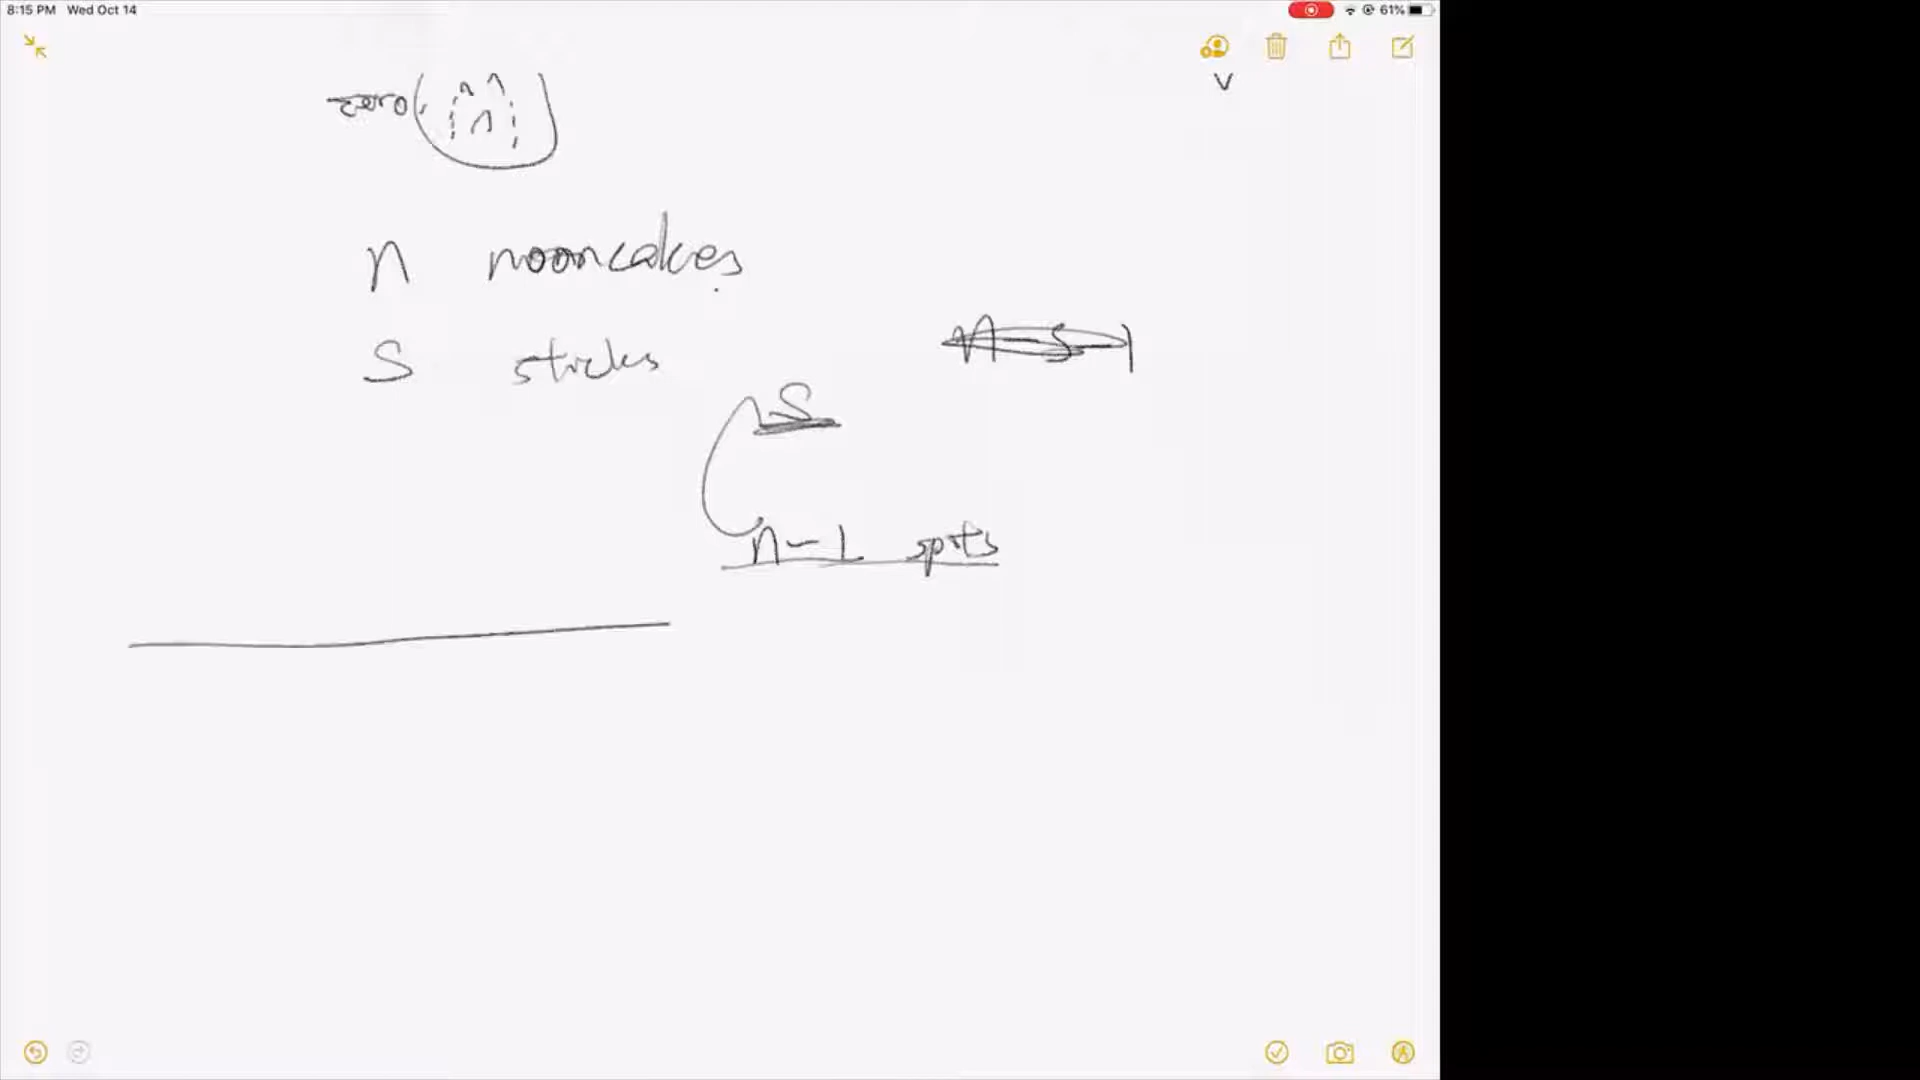 8:15 PM Wed Oct 14 61%
zero
n mooncakes
S sticks
n-s-1
S
n-1 spots